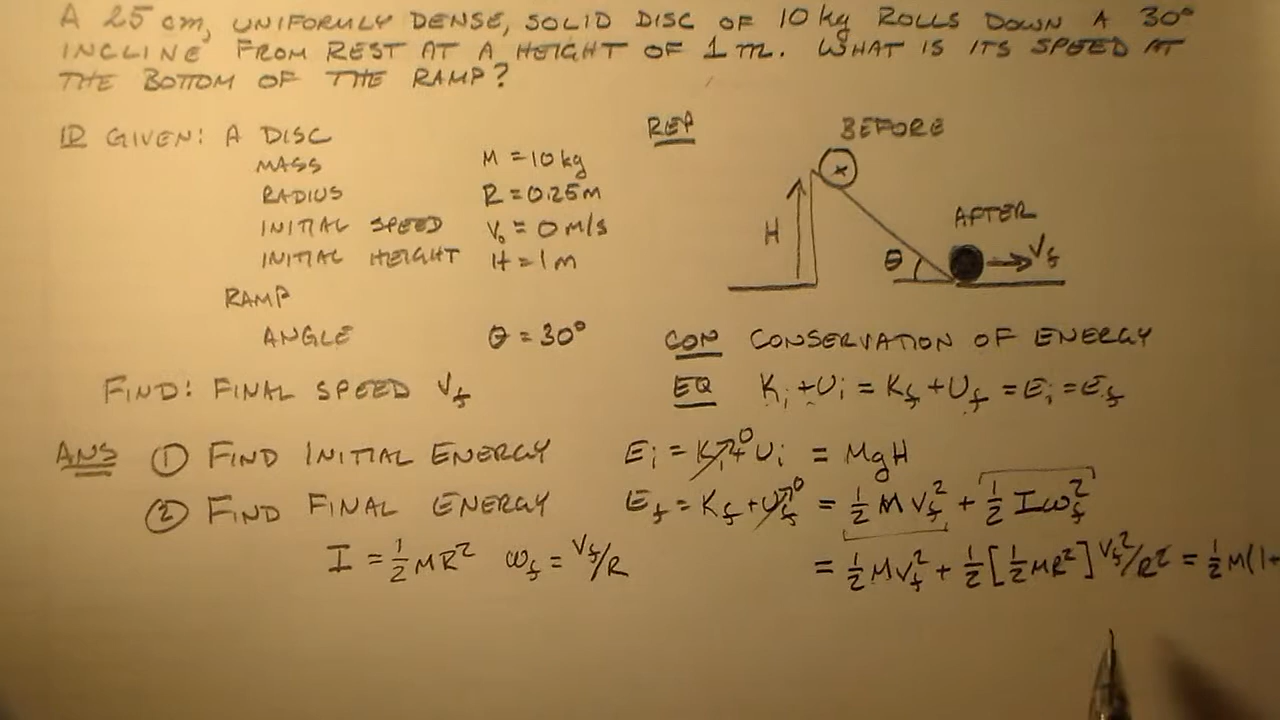 A 25 cm, UNIFORMLY DENSE, SOLID DISC OF 10 kg ROLLS DOWN A 30°
INCLINE FROM REST AT A HEIGHT OF 1 m. WHAT IS ITS SPEED AT
THE BOTTOM OF THE RAMP?
ID GIVEN: A DISC
MASS M = 10 kg
RADIUS R = 0.25 m
INITIAL SPEED V₀ = 0 m/s
INITIAL HEIGHT H = 1 m
RAMP
ANGLE θ = 30°
FIND: FINAL SPEED V_f
REP
BEFORE
H
AFTER
θ
V_f
CON CONSERVATION OF ENERGY
EQ K_i + U_i = K_f + U_f = E_i = E_f
ANS ① FIND INITIAL ENERGY E_i = K_i⁰ + U_i = MgH
② FIND FINAL ENERGY E_f = K_f + U_f⁰ = 1/2 M V_f² + 1/2 I ω_f²
I = 1/2 MR² ω_f = V_f/R = 1/2 M V_f² + 1/2 [1/2 MR²] V_f²/R² = 1/2 M(1+